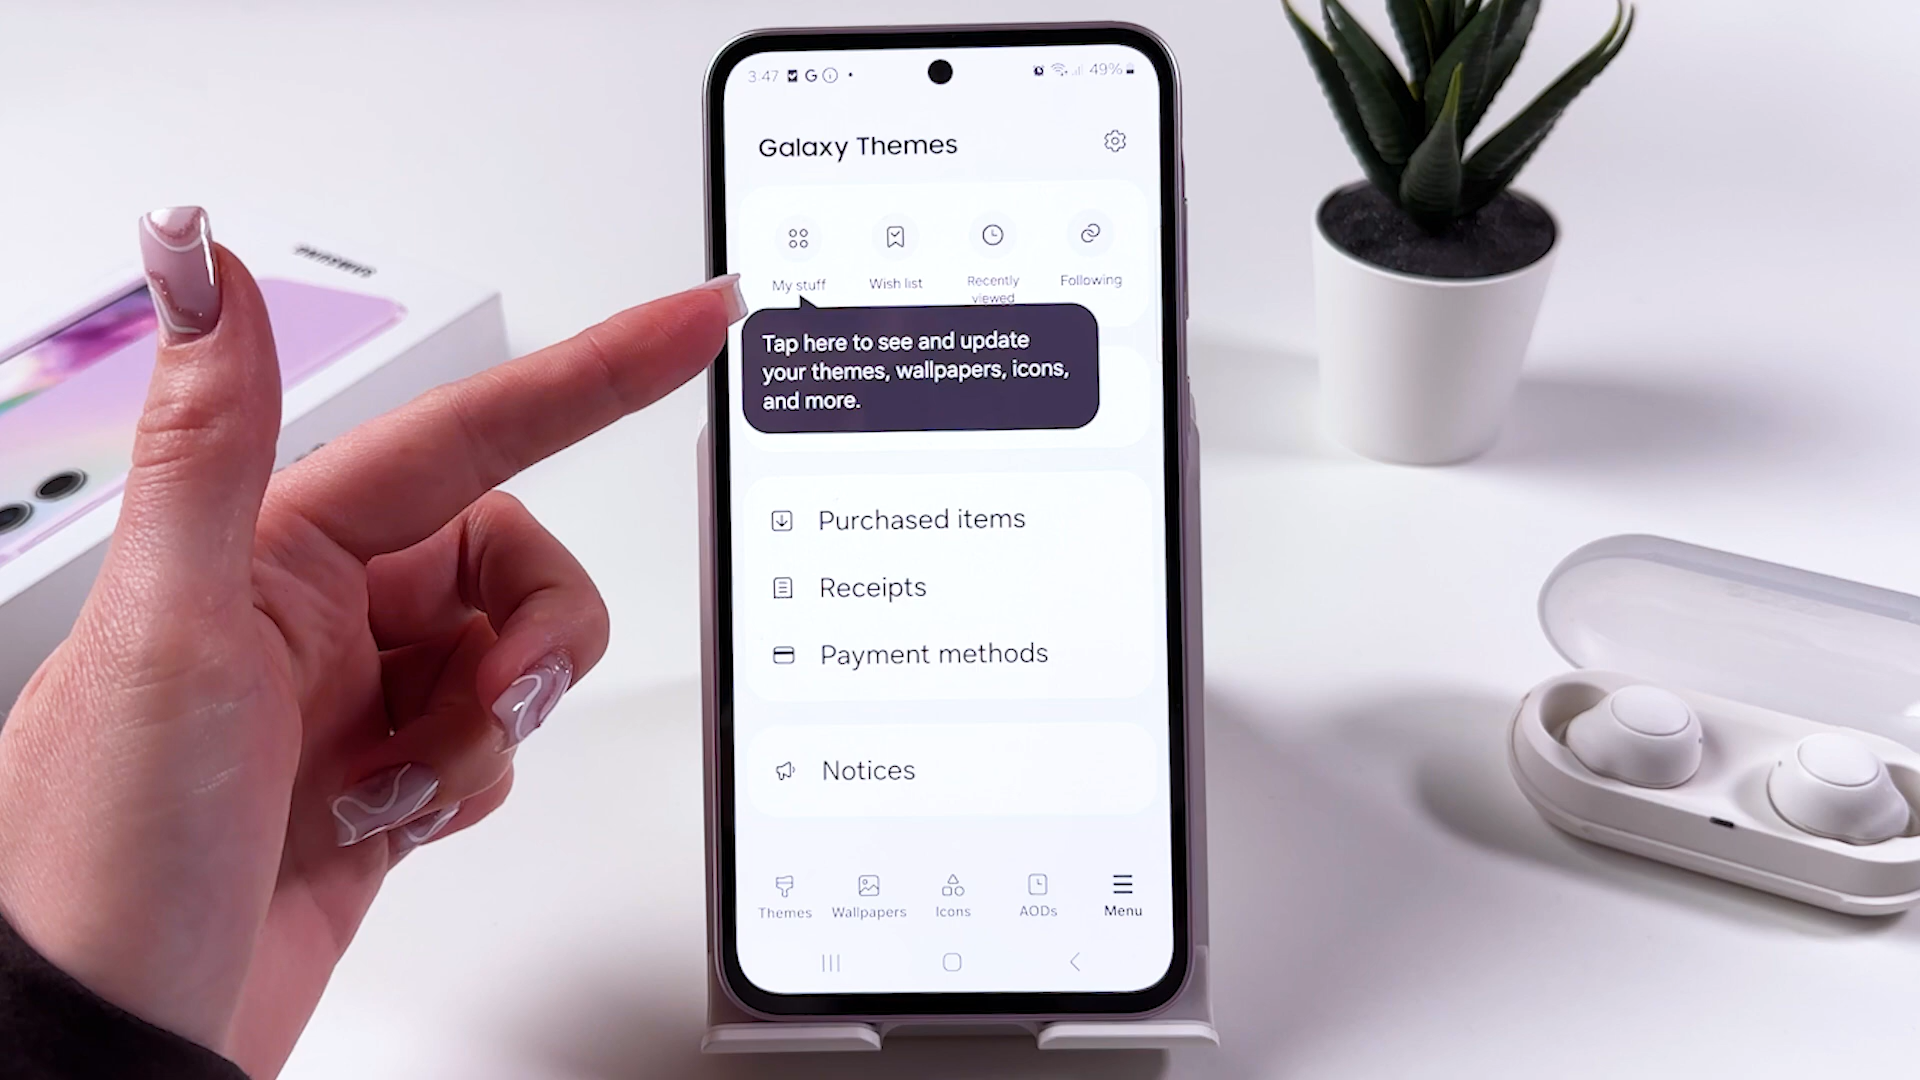 SAMSUNG
3:47
G
49%
Galaxy Themes
My stuff
Wish list
Recently
viewed
Following
Tap here to see and update
your themes, wallpapers, icons,
and more.
Purchased items
Receipts
Payment methods
Notices
Themes
Wallpapers
Icons
AODs
Menu